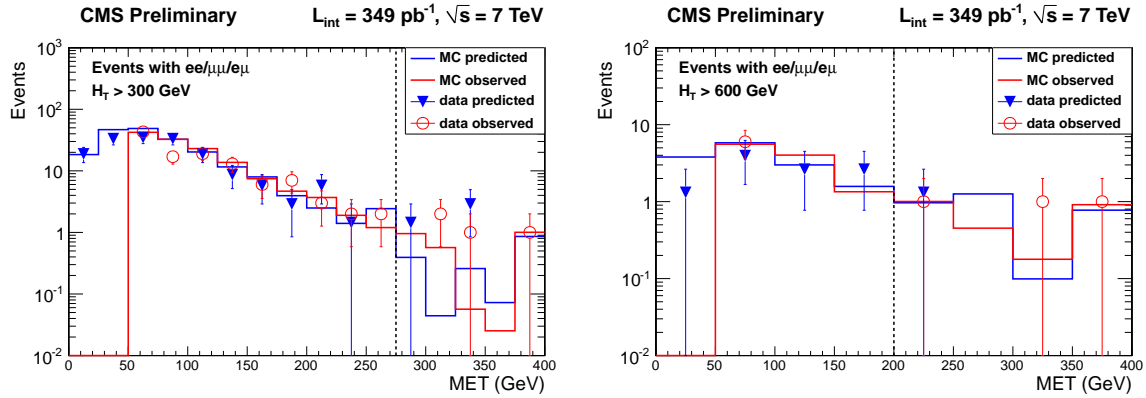 CMS Preliminary
L_int = 349 pb⁻¹, √s = 7 TeV
Events
10³
10²
10
1
10⁻¹
10⁻²
Events with ee/μμ/eμ
H_T > 300 GeV
MC predicted
MC observed
data predicted
data observed
0 50 100 150 200 250 300 350 400
MET (GeV)
CMS Preliminary
L_int = 349 pb⁻¹, √s = 7 TeV
Events
10²
10
1
10⁻¹
10⁻²
Events with ee/μμ/eμ
H_T > 600 GeV
MC predicted
MC observed
data predicted
data observed
0 50 100 150 200 250 300 350 400
MET (GeV)